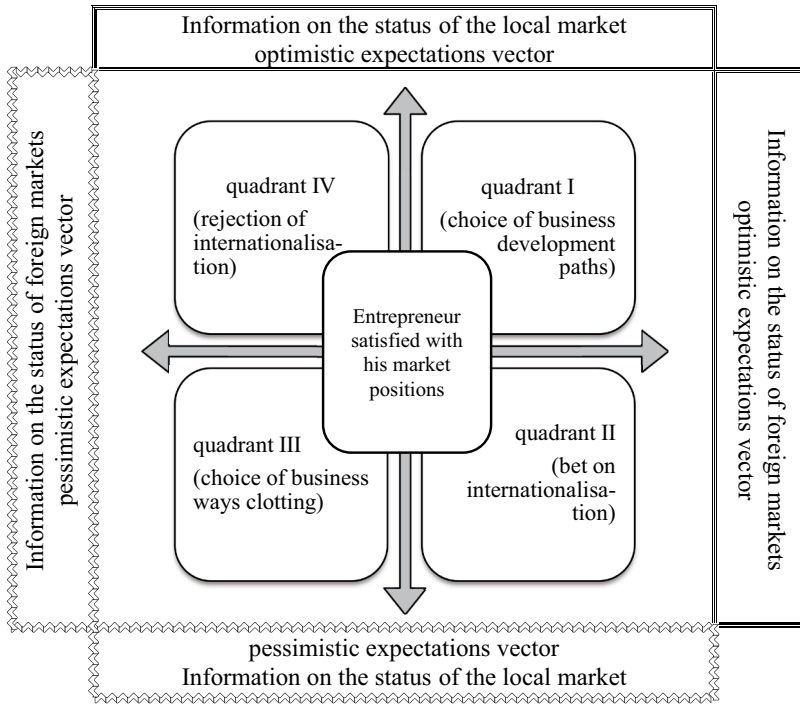 Information on the status of the local market
optimistic expectations vector
Information on the status of foreign markets
pessimistic expectations vector
quadrant IV
(rejection of
internationalisa-
tion)
quadrant I
(choice of business
development
paths)
Entrepreneur
satisfied with
his market
positions
quadrant III
(choice of business
ways clotting)
quadrant II
(bet on
internationalisa-
tion)
Information on the status of foreign markets
optimistic expectations vector
pessimistic expectations vector
Information on the status of the local market